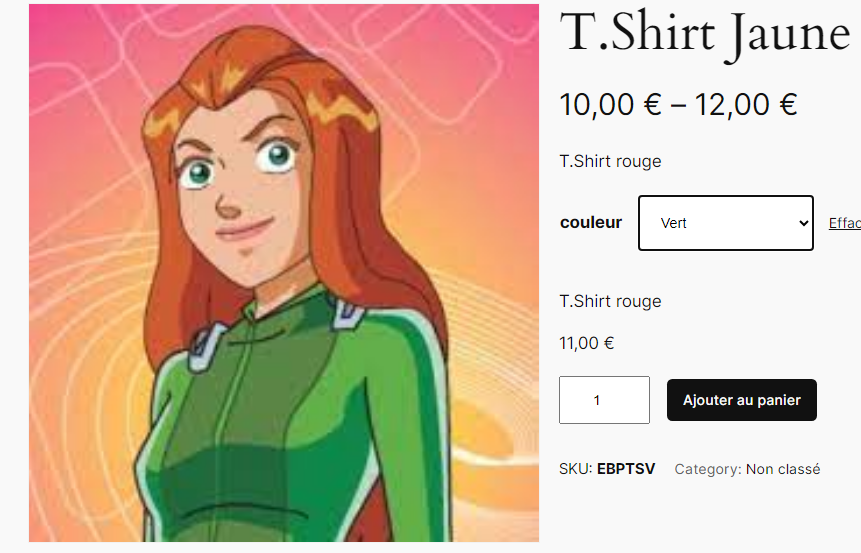 T.Shirt Jaune
10,00 € – 12,00 €
T.Shirt rouge
couleur Vert Effac
T.Shirt rouge
11,00 €
1 Ajouter au panier
SKU: EBPTSV Category: Non classé